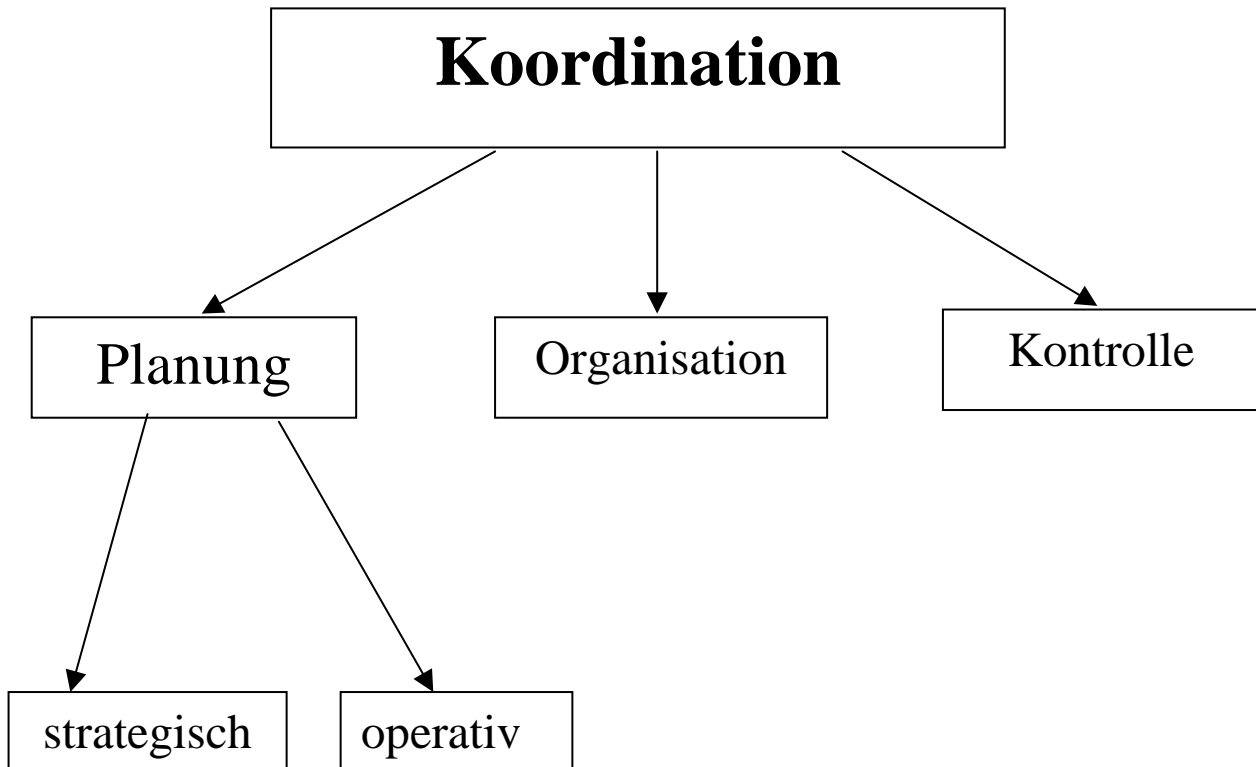 Koordination
Planung
Organisation
Kontrolle
strategisch
operativ